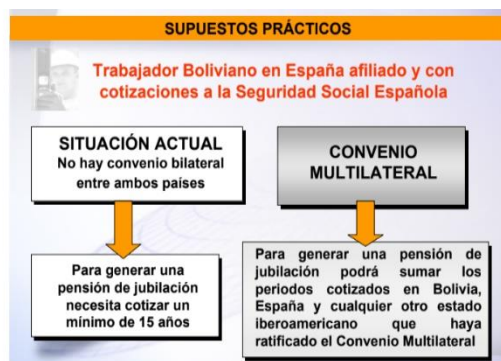 SUPUESTOS PRÁCTICOS
Trabajador Boliviano en España afiliado y con
cotizaciones a la Seguridad Social Española
SITUACIÓN ACTUAL
No hay convenio bilateral
entre ambos países
Para generar una
pensión de jubilación
necesita cotizar un
mínimo de 15 años
CONVENIO
MULTILATERAL
Para generar una pensión de
jubilación podrá sumar los
periodos cotizados en Bolivia,
España y cualquier otro estado
iberoamericano que haya
ratificado el Convenio Multilateral